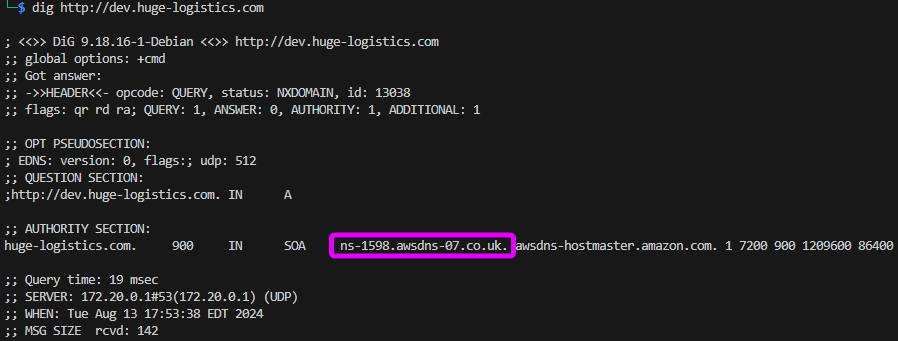 └─$ dig http://dev.huge-logistics.com
; <<>> DiG 9.18.16-1-Debian <<>> http://dev.huge-logistics.com
;; global options: +cmd
;; Got answer:
;; ->>HEADER<<- opcode: QUERY, status: NXDOMAIN, id: 13038
;; flags: qr rd ra; QUERY: 1, ANSWER: 0, AUTHORITY: 1, ADDITIONAL: 1
;; OPT PSEUDOSECTION:
; EDNS: version: 0, flags:; udp: 512
;; QUESTION SECTION:
;http://dev.huge-logistics.com. IN A
;; AUTHORITY SECTION:
huge-logistics.com. 900 IN SOA ns-1598.awsdns-07.co.uk. awsdns-hostmaster.amazon.com. 1 7200 900 1209600 86400
;; Query time: 19 msec
;; SERVER: 172.20.0.1#53(172.20.0.1) (UDP)
;; WHEN: Tue Aug 13 17:53:38 EDT 2024
;; MSG SIZE rcvd: 142